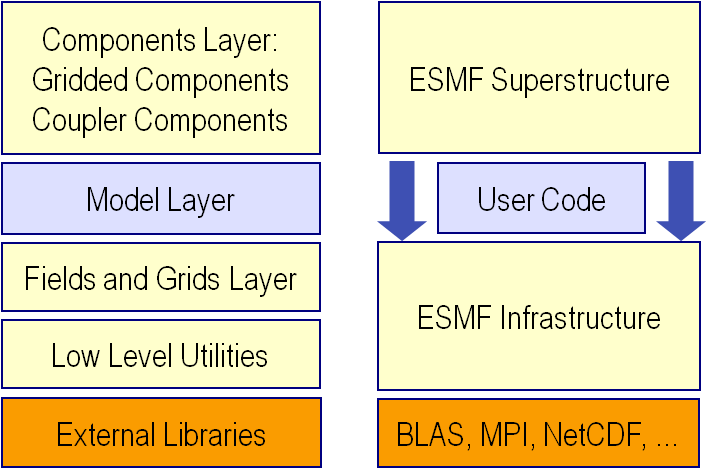 Components Layer:
Gridded Components
Coupler Components
Model Layer
Fields and Grids Layer
Low Level Utilities
External Libraries
ESMF Superstructure
User Code
ESMF Infrastructure
BLAS, MPI, NetCDF, ...